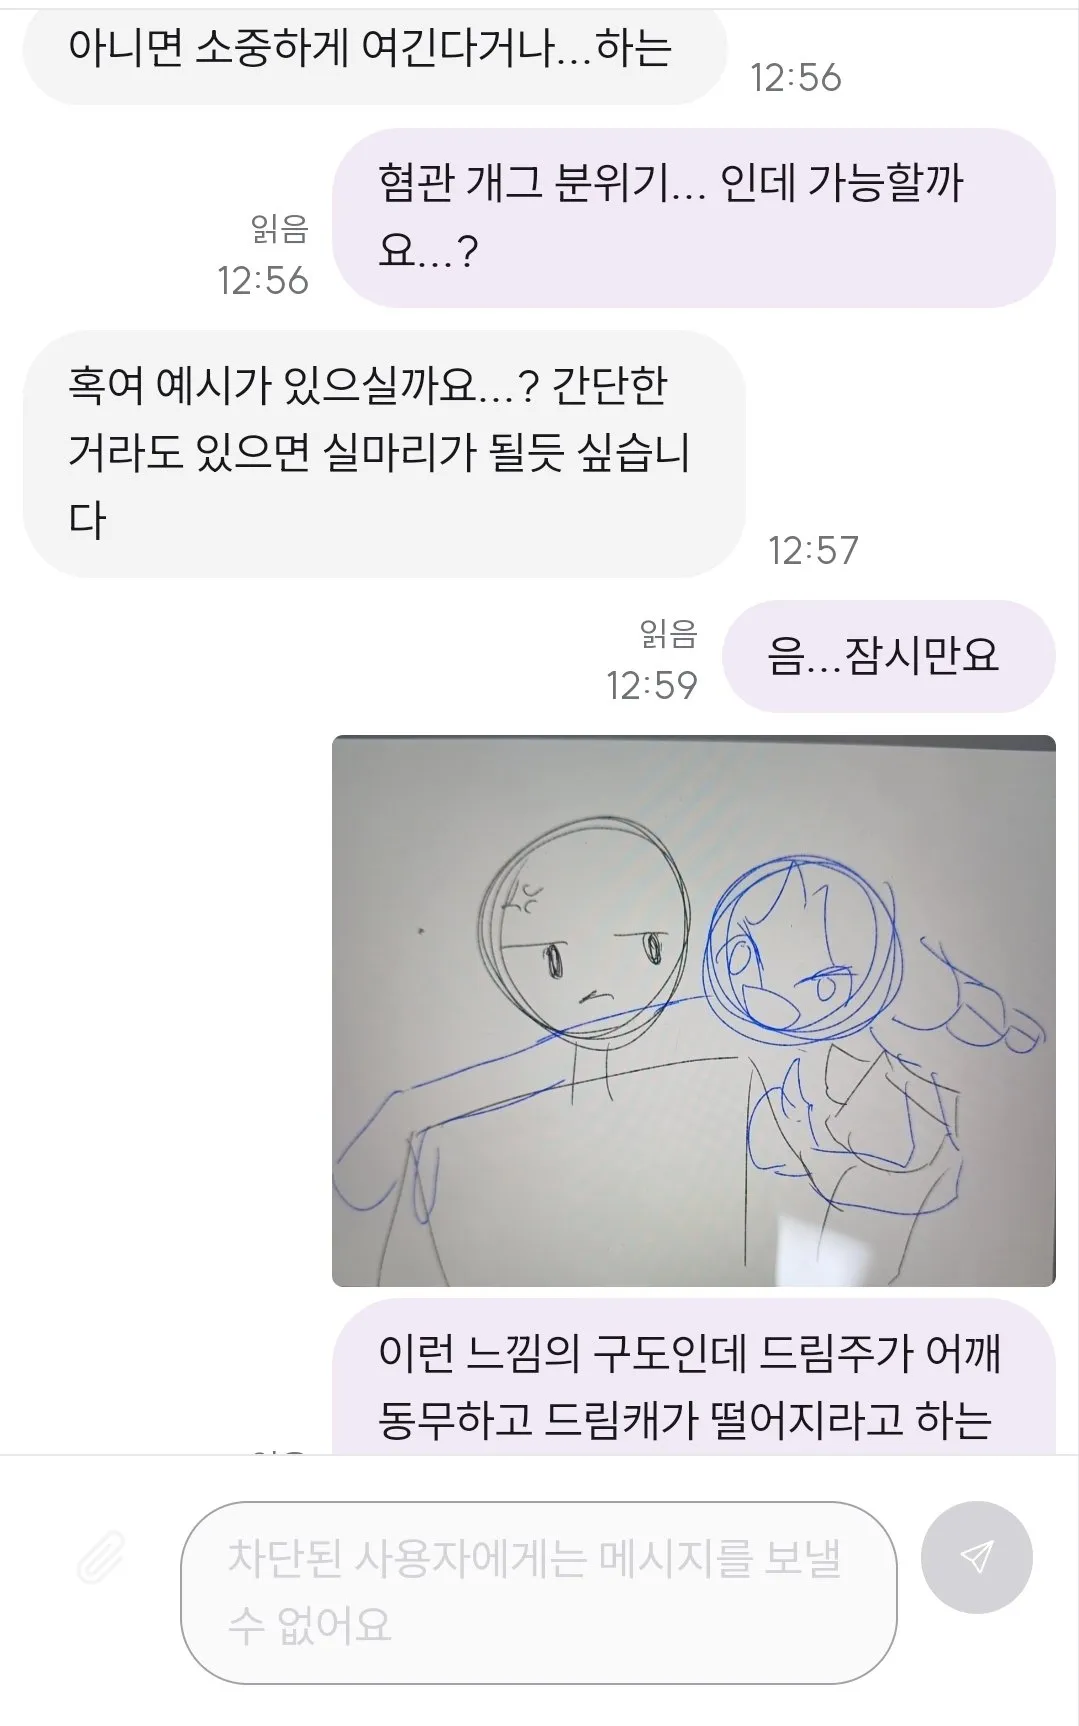 아니면 소중하게 여긴다거나...하는
12:56
혐관 개그 분위기... 인데 가능할까
요...?
읽음
12:56
혹여 예시가 있으실까요...? 간단한
거라도 있으면 실마리가 될듯 싶습니
다
12:57
음...잠시만요
읽음
12:59
이런 느낌의 구도인데 드림주가 어깨
동무하고 드림캐가 떨어지라고 하는
차단된 사용자에게는 메시지를 보낼
수 없어요